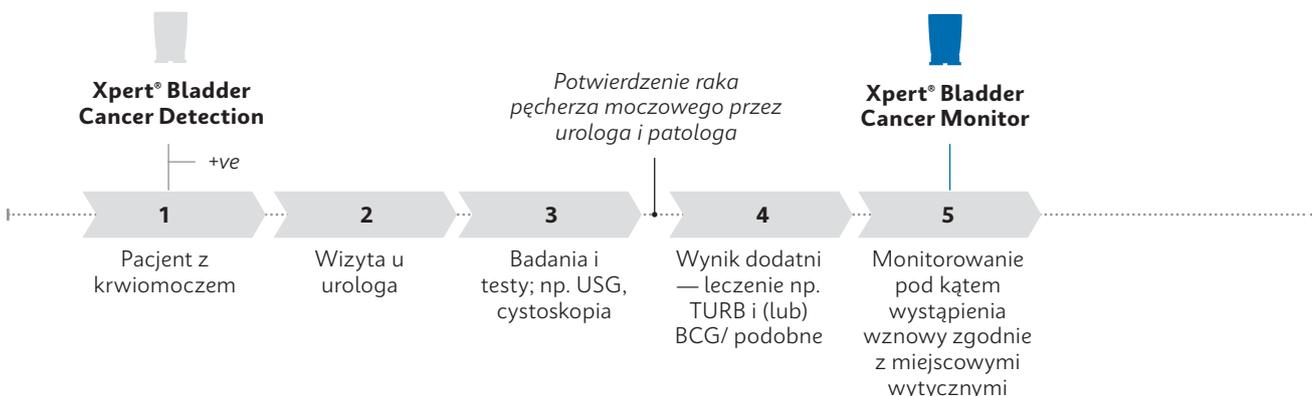 Xpert® Bladder
Cancer Detection
+ve
Potwierdzenie raka
pęcherza moczowego przez
urologa i patologa
Xpert® Bladder
Cancer Monitor
1
2
3
4
5
Pacjent z
krwiomoczem
Wizyta u
urologa
Badania i
testy; np. USG,
cystoskopia
Wynik dodatni
— leczenie np.
TURB i (lub)
BCG/ podobne
Monitorowanie
pod kątem
wystąpienia
wznowy zgodnie
z miejscowymi
wytycznymi